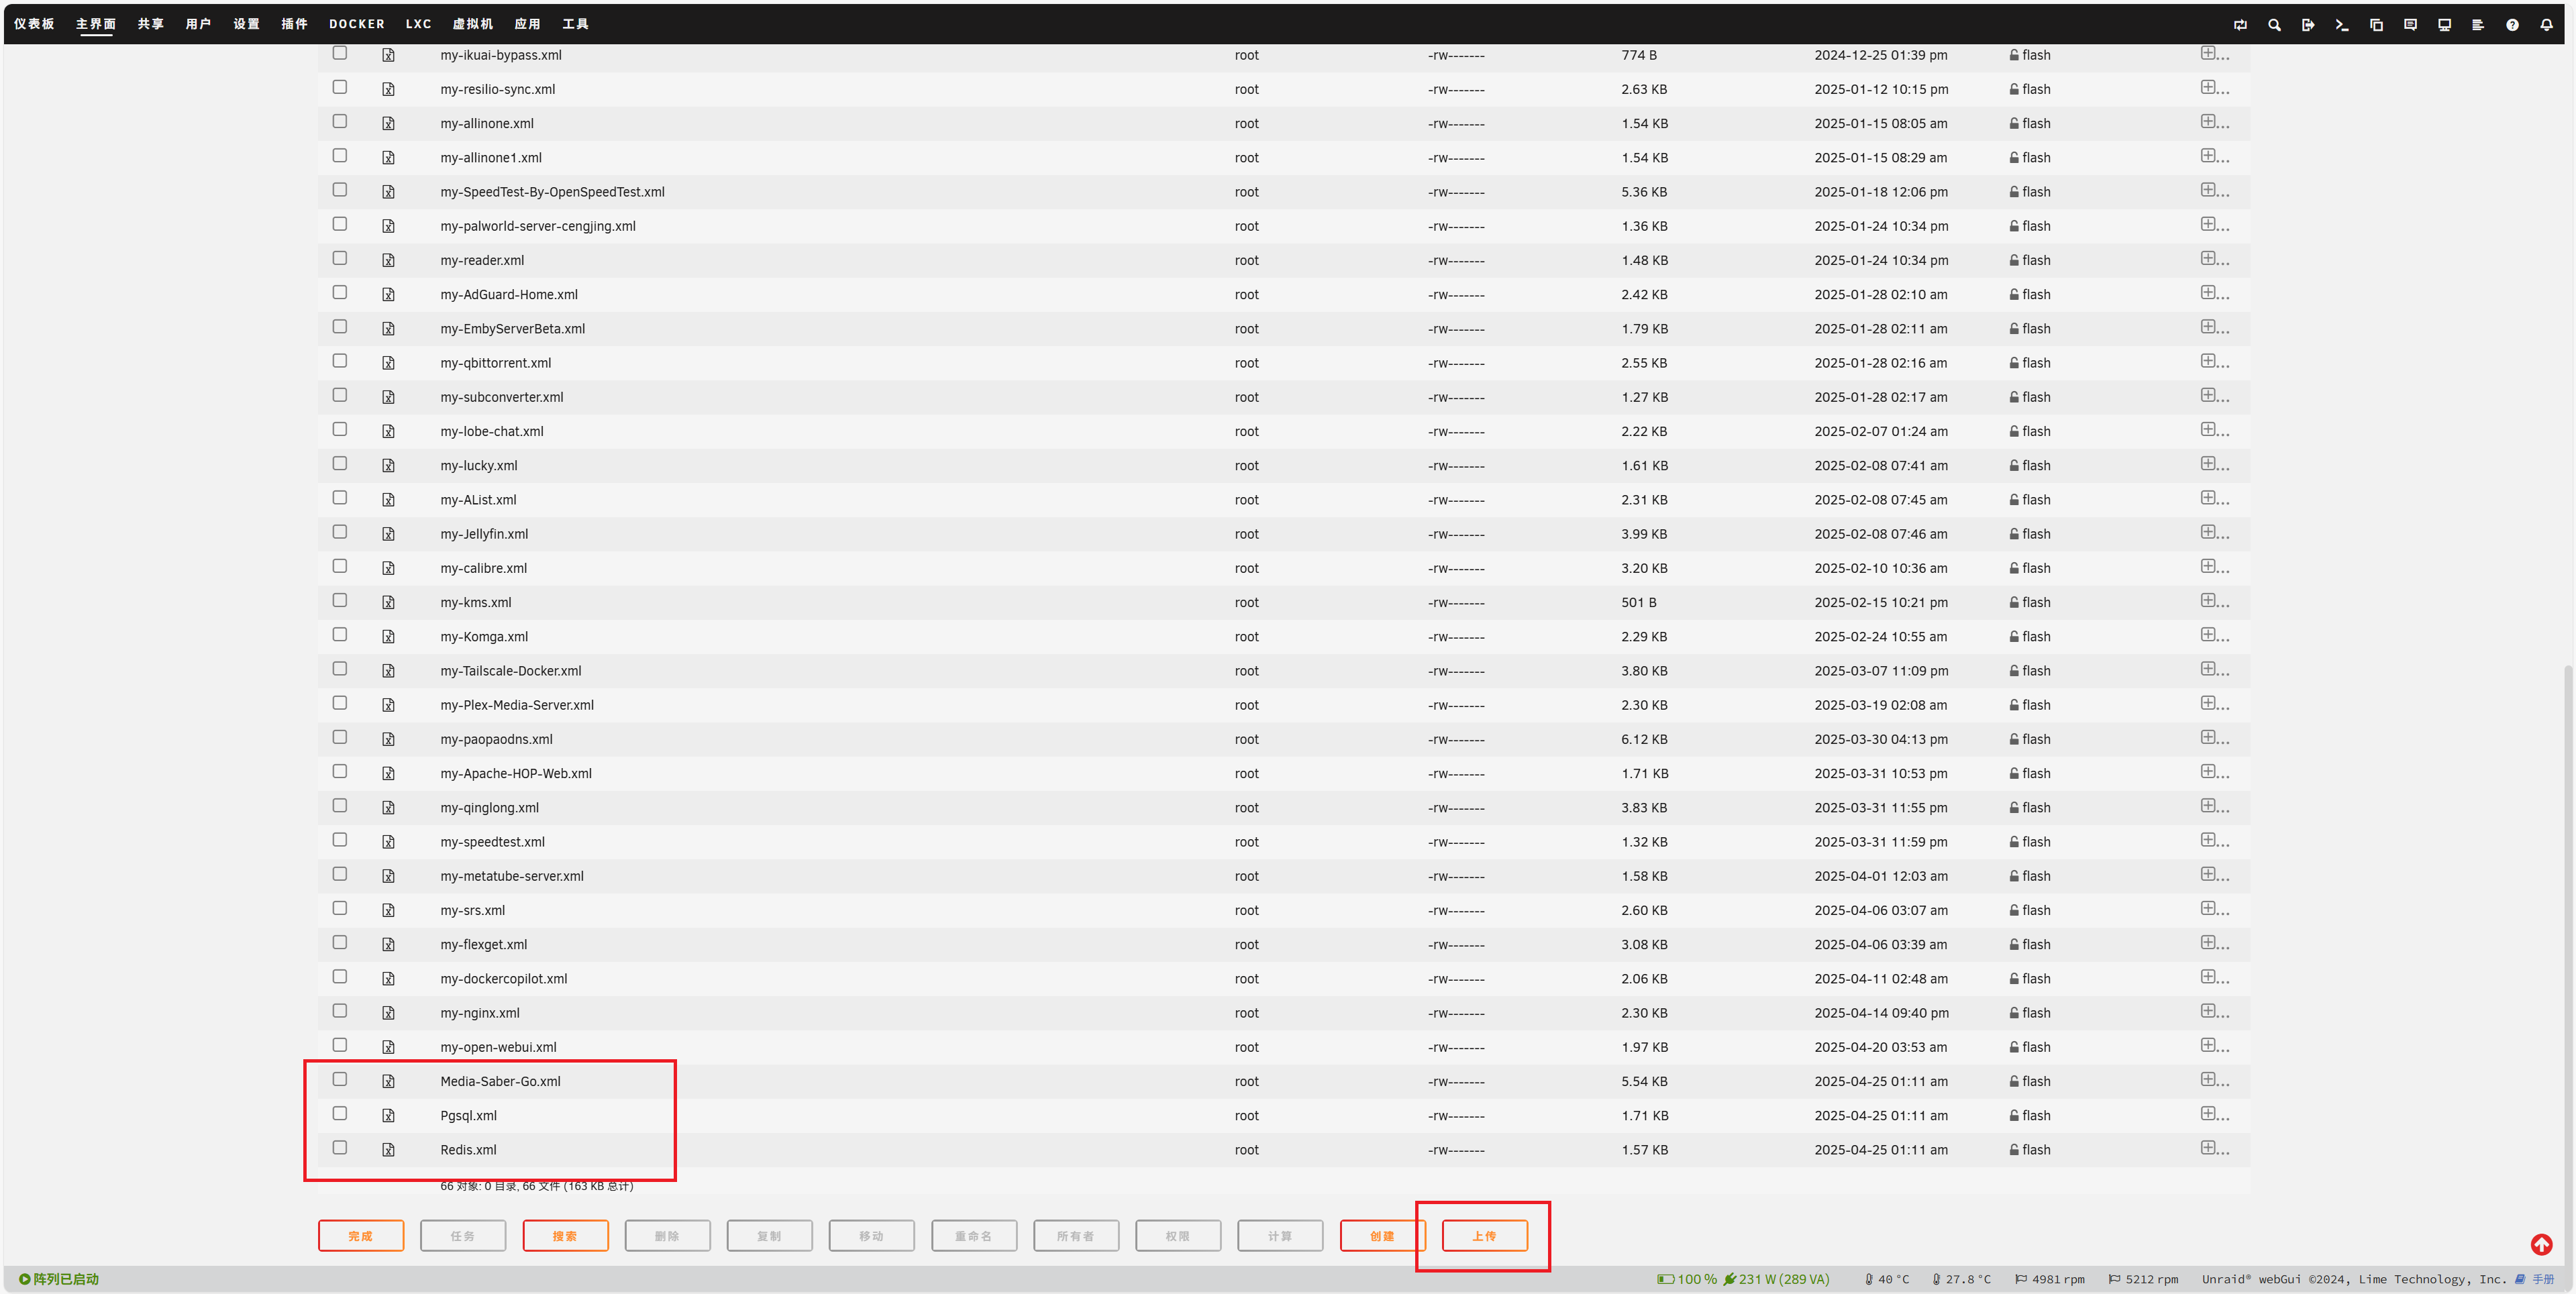 仪表板 主界面 共享 用户 设置 插件 DOCKER LXC 虚拟机 应用 工具
my-ikuai-bypass.xml root -rw------- 774 B 2024-12-25 01:39 pm flash ...
my-resilio-sync.xml root -rw------- 2.63 KB 2025-01-12 10:15 pm flash ...
my-allinone.xml root -rw------- 1.54 KB 2025-01-15 08:05 am flash ...
my-allinone1.xml root -rw------- 1.54 KB 2025-01-15 08:29 am flash ...
my-SpeedTest-By-OpenSpeedTest.xml root -rw------- 5.36 KB 2025-01-18 12:06 pm flash ...
my-palworld-server-cengjing.xml root -rw------- 1.36 KB 2025-01-24 10:34 pm flash ...
my-reader.xml root -rw------- 1.48 KB 2025-01-24 10:34 pm flash ...
my-AdGuard-Home.xml root -rw------- 2.42 KB 2025-01-28 02:10 am flash ...
my-EmbyServerBeta.xml root -rw------- 1.79 KB 2025-01-28 02:11 am flash ...
my-qbittorrent.xml root -rw------- 2.55 KB 2025-01-28 02:16 am flash ...
my-subconverter.xml root -rw------- 1.27 KB 2025-01-28 02:17 am flash ...
my-lobe-chat.xml root -rw------- 2.22 KB 2025-02-07 01:24 am flash ...
my-lucky.xml root -rw------- 1.61 KB 2025-02-08 07:41 am flash ...
my-AList.xml root -rw------- 2.31 KB 2025-02-08 07:45 am flash ...
my-Jellyfin.xml root -rw------- 3.99 KB 2025-02-08 07:46 am flash ...
my-calibre.xml root -rw------- 3.20 KB 2025-02-10 10:36 am flash ...
my-kms.xml root -rw------- 501 B 2025-02-15 10:21 pm flash ...
my-Komga.xml root -rw------- 2.29 KB 2025-02-24 10:55 am flash ...
my-Tailscale-Docker.xml root -rw------- 3.80 KB 2025-03-07 11:09 pm flash ...
my-Plex-Media-Server.xml root -rw------- 2.30 KB 2025-03-19 02:08 am flash ...
my-paopaodns.xml root -rw------- 6.12 KB 2025-03-30 04:13 pm flash ...
my-Apache-HOP-Web.xml root -rw------- 1.71 KB 2025-03-31 10:53 pm flash ...
my-qinglong.xml root -rw------- 3.83 KB 2025-03-31 11:55 pm flash ...
my-speedtest.xml root -rw------- 1.32 KB 2025-03-31 11:59 pm flash ...
my-metatube-server.xml root -rw------- 1.58 KB 2025-04-01 12:03 am flash ...
my-srs.xml root -rw------- 2.60 KB 2025-04-06 03:07 am flash ...
my-flexget.xml root -rw------- 3.08 KB 2025-04-06 03:39 am flash ...
my-dockercopilot.xml root -rw------- 2.06 KB 2025-04-11 02:48 am flash ...
my-nginx.xml root -rw------- 2.30 KB 2025-04-14 09:40 pm flash ...
my-open-webui.xml root -rw------- 1.97 KB 2025-04-20 03:53 am flash ...
Media-Saber-Go.xml root -rw------- 5.54 KB 2025-04-25 01:11 am flash ...
Pgsql.xml root -rw------- 1.71 KB 2025-04-25 01:11 am flash ...
Redis.xml root -rw------- 1.57 KB 2025-04-25 01:11 am flash ...
66 对象: 0 目录, 66 文件 (163 KB 总计)
完成 任务 搜索 删除 复制 移动 重命名 所有者 权限 计算 创建 上传
阵列已启动 100 % 231 W (289 VA) 40 °C 27.8 °C 4981 rpm 5212 rpm Unraid® webGui ©2024, Lime Technology, Inc. 手册